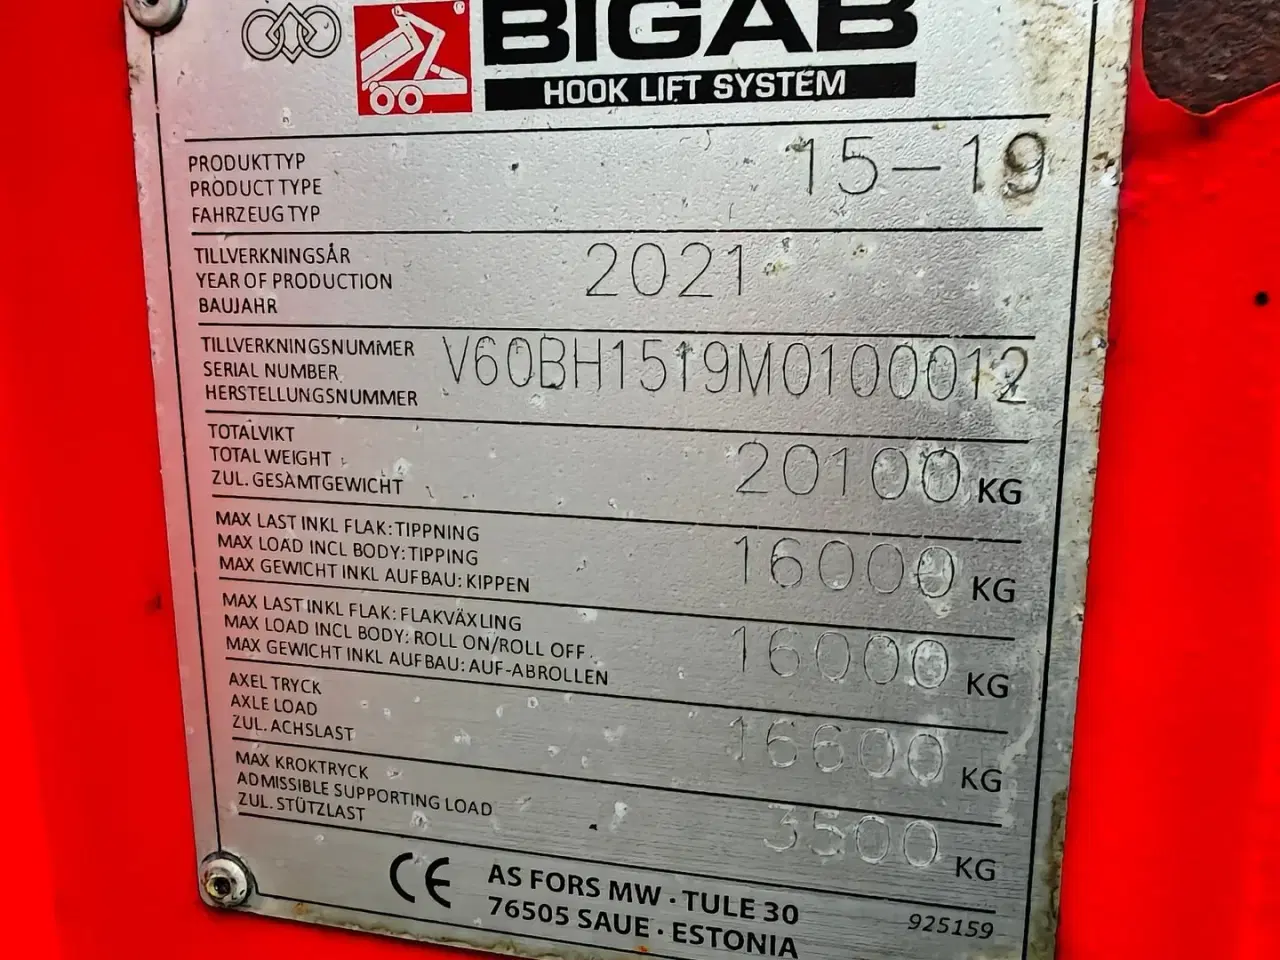 BIGAB
HOOK LIFT SYSTEM
PRODUKTTYP
PRODUCT TYPE
FAHRZEUG TYP
15-19
TILLVERKNINGSÅR
YEAR OF PRODUCTION
BAUJAHR
2021
TILLVERKNINGSNUMMER
SERIAL NUMBER
HERSTELLUNGSNUMMER
V60BH1519M0100012
TOTALVIKT
TOTAL WEIGHT
ZUL. GESAMTGEWICHT
20100 KG
MAX LAST INKL FLAK: TIPPNING
MAX LOAD INCL BODY: TIPPING
MAX GEWICHT INKL AUFBAU: KIPPEN
16000 KG
MAX LAST INKL FLAK: FLAKVÄXLING
MAX LOAD INCL BODY: ROLL ON/ROLL OFF
MAX GEWICHT INKL AUFBAU: AUF-ABROLLEN
16000 KG
AXEL TRYCK
AXLE LOAD
ZUL. ACHSLAST
16600 KG
MAX KROKTRYCK
ADMISSIBLE SUPPORTING LOAD
ZUL. STÜTZLAST
3500 KG
CE
AS FORS MW · TULE 30
76505 SAUE · ESTONIA
925159